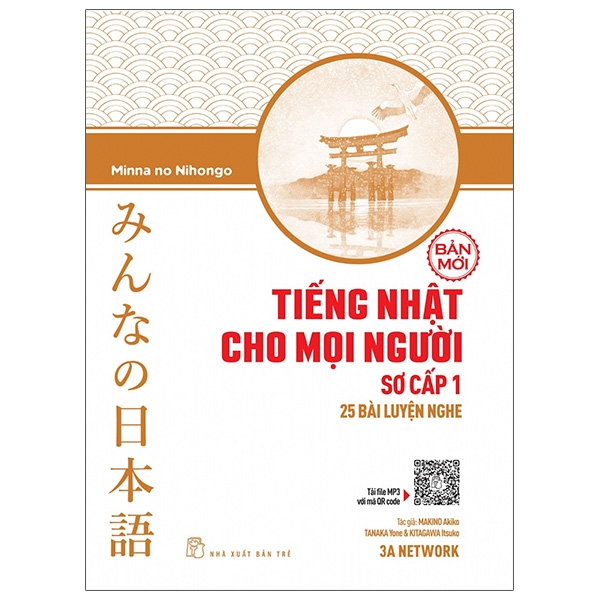 Minna no Nihongo
みんなの日本語
BẢN
MỚI
TIẾNG NHẬT
CHO MỌI NGƯỜI
SƠ CẤP 1
25 BÀI LUYỆN NGHE
Tải file MP3
với mã QR code
Tác giả: MAKINO Akiko
TANAKA Yone & KITAGAWA Itsuko
3A NETWORK
NHÀ XUẤT BẢN TRẺ